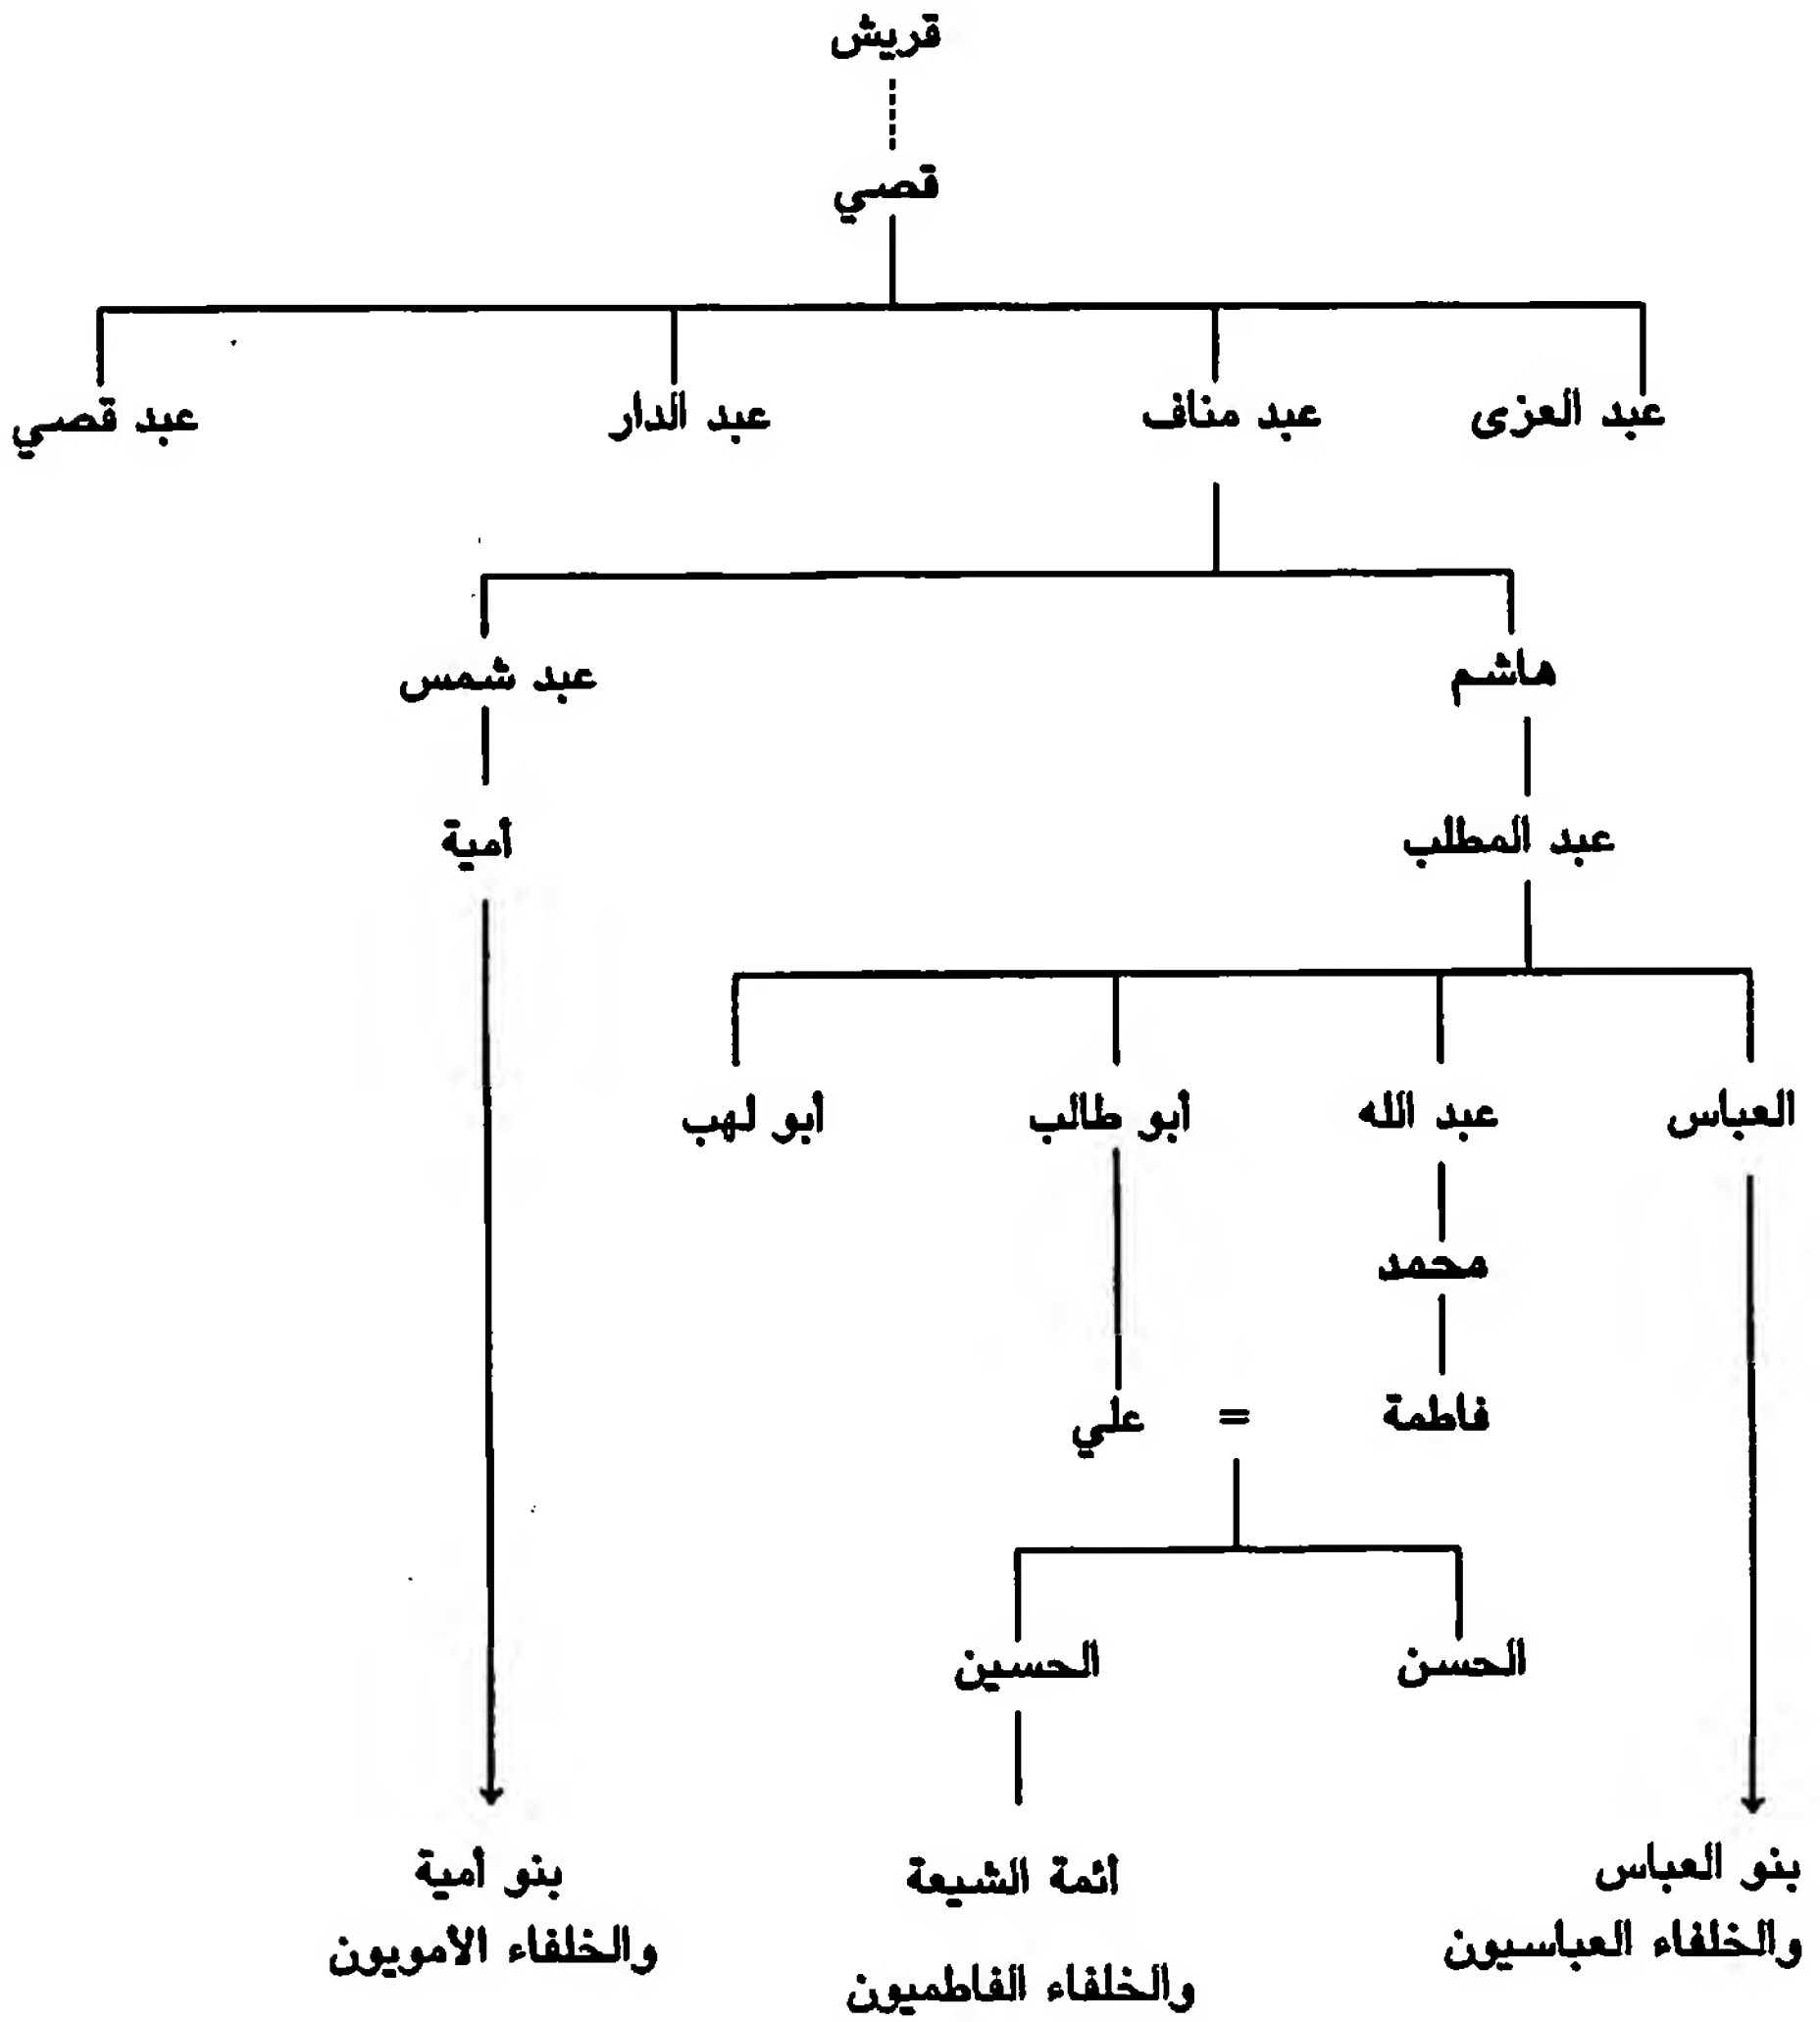 قريش
قصي
عبد العزى
عبد مناف
عبد الدار
عبد قصي
هاشم
عبد شمس
عبد المطلب
أمية
العباس
عبد الله
أبو طالب
أبو لهب
محمد
فاطمة = علي
الحسن
الحسين
بنو العباس
والخلفاء العباسيون
أئمة الشيعة
والخلفاء الفاطميون
بنو أمية
والخلفاء الأمويون